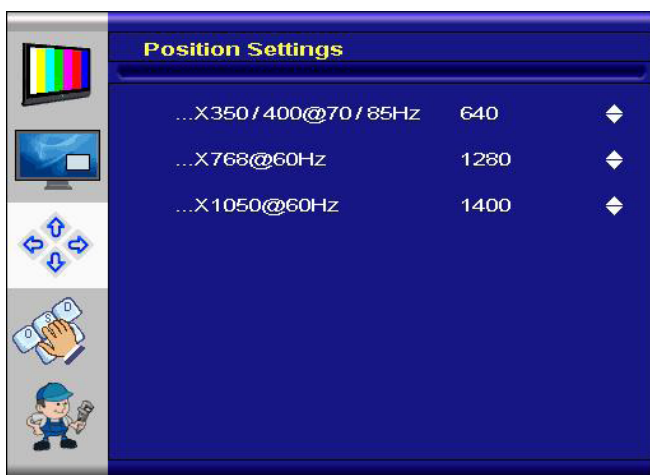 Position Settings
...X350/400@70/85Hz 640
...X768@60Hz 1280
...X1050@60Hz 1400
O S D